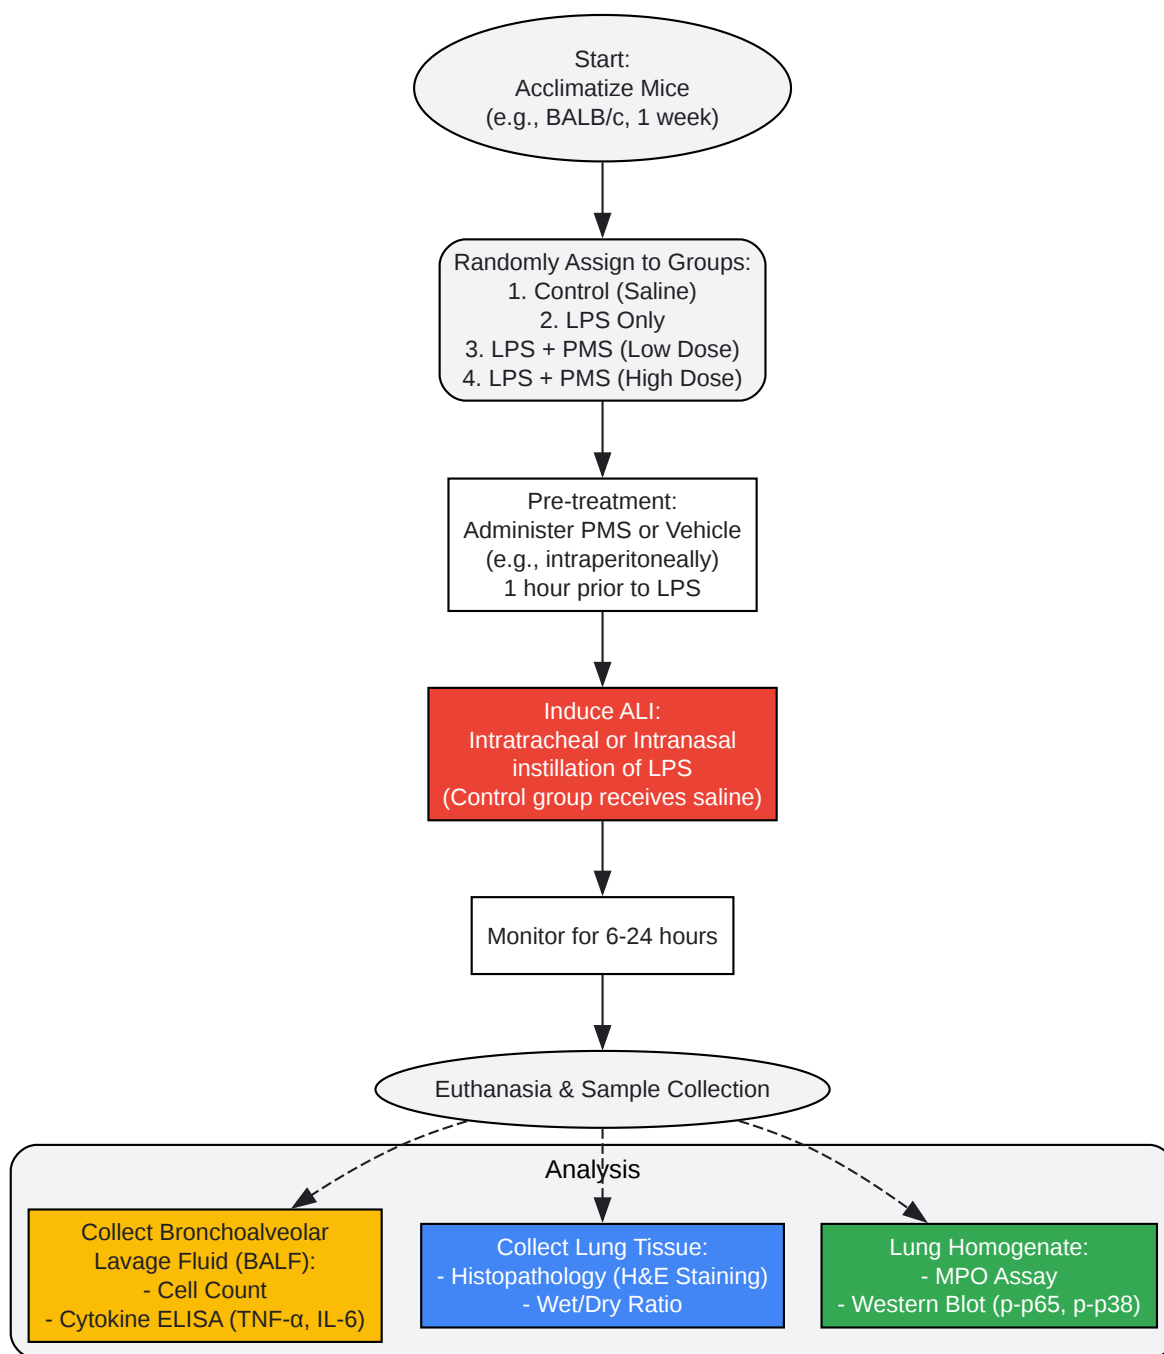 Start:
Acclimatize Mice
(e.g., BALB/c, 1 week)
Randomly Assign to Groups:
1. Control (Saline)
2. LPS Only
3. LPS + PMS (Low Dose)
4. LPS + PMS (High Dose)
Pre-treatment:
Administer PMS or Vehicle
(e.g., intraperitoneally)
1 hour prior to LPS
Induce ALI:
Intratracheal or Intranasal
instillation of LPS
(Control group receives saline)
Monitor for 6-24 hours
Euthanasia & Sample Collection
Analysis
Collect Bronchoalveolar
Lavage Fluid (BALF):
- Cell Count
- Cytokine ELISA (TNF-α, IL-6)
Collect Lung Tissue:
- Histopathology (H&E Staining)
- Wet/Dry Ratio
Lung Homogenate:
- MPO Assay
- Western Blot (p-p65, p-p38)